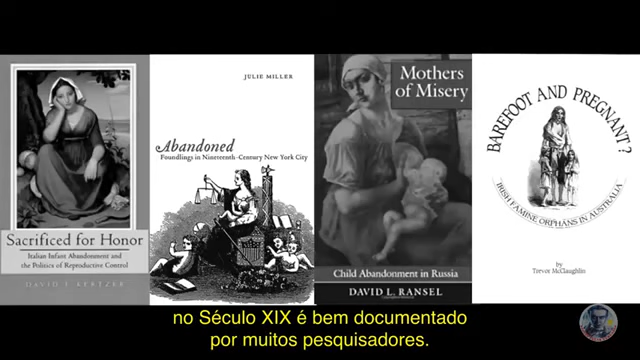 Sacrificed for Honor
Italian Infant Abandonment and
the Politics of Reproductive Control
DAVID I. KERTZER
JULIE MILLER
Abandoned
Foundlings in Nineteenth-Century New York City
Mothers
of Misery
Child Abandonment in Russia
DAVID L. RANSEL
BAREFOOT AND PREGNANT?
IRISH FAMINE ORPHANS IN AUSTRALIA
by
Trevor McClaughlin
no Século XIX é bem documentado
por muitos pesquisadores.